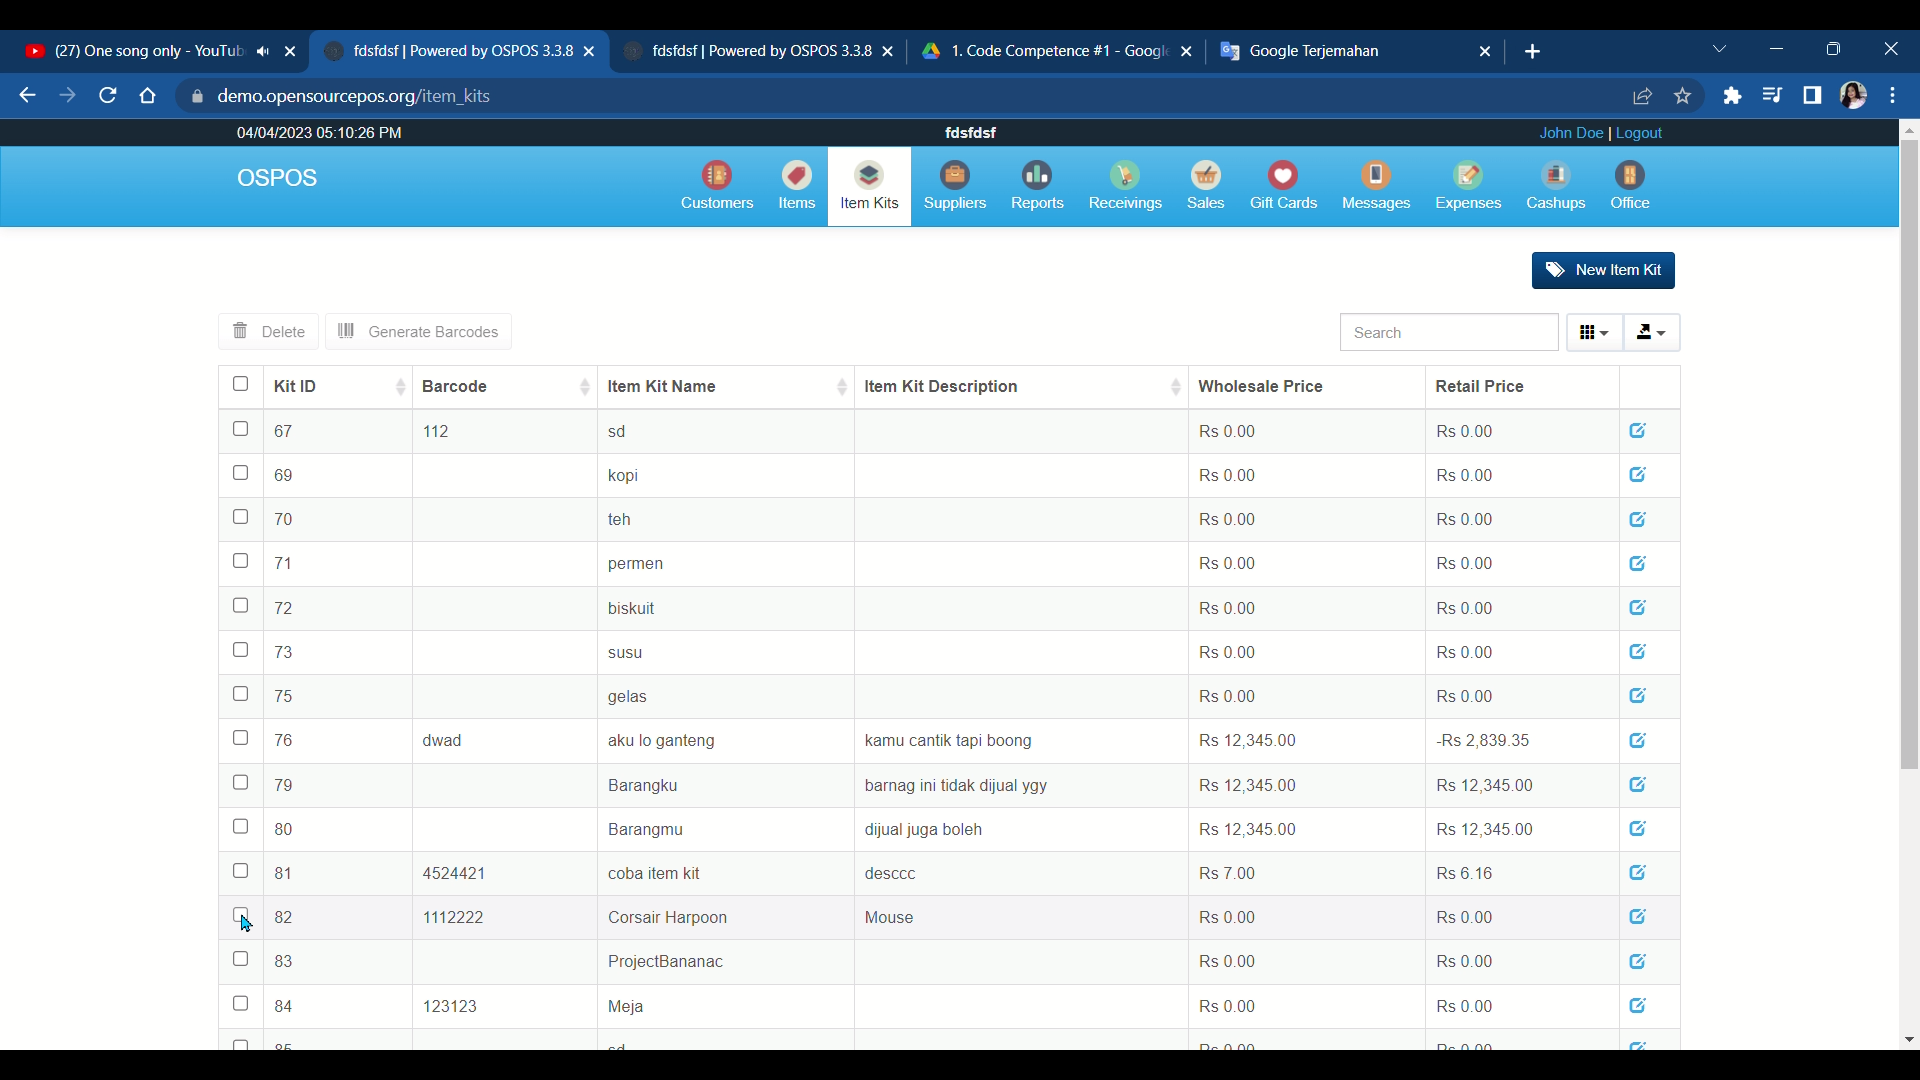 (27) One song only - YouTub
fdsfdsf | Powered by OSPOS 3.3.8
fdsfdsf | Powered by OSPOS 3.3.8
1. Code Competence #1 - Google
Google Terjemahan
demo.opensourcepos.org/item_kits
04/04/2023 05:10:26 PM
fdsfdsf
John Doe | Logout
OSPOS
Customers
Items
Item Kits
Suppliers
Reports
Receivings
Sales
Gift Cards
Messages
Expenses
Cashups
Office
New Item Kit
Delete
Generate Barcodes
Search
Kit ID Barcode Item Kit Name Item Kit Description Wholesale Price Retail Price
67 112 sd Rs 0.00 Rs 0.00
69 kopi Rs 0.00 Rs 0.00
70 teh Rs 0.00 Rs 0.00
71 permen Rs 0.00 Rs 0.00
72 biskuit Rs 0.00 Rs 0.00
73 susu Rs 0.00 Rs 0.00
75 gelas Rs 0.00 Rs 0.00
76 dwad aku lo ganteng kamu cantik tapi boong Rs 12,345.00 -Rs 2,839.35
79 Barangku barnag ini tidak dijual ygy Rs 12,345.00 Rs 12,345.00
80 Barangmu dijual juga boleh Rs 12,345.00 Rs 12,345.00
81 4524421 coba item kit desccc Rs 7.00 Rs 6.16
82 1112222 Corsair Harpoon Mouse Rs 0.00 Rs 0.00
83 ProjectBananac Rs 0.00 Rs 0.00
84 123123 Meja Rs 0.00 Rs 0.00
85 sd Rs 0.00 Rs 0.00